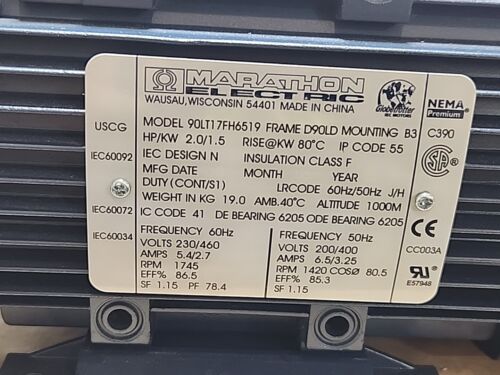 MARATHON
ELECTRIC
Globetrotter
IEC MOTORS
NEMA
Premium
WAUSAU, WISCONSIN 54401 MADE IN CHINA
USCG
MODEL 90LT17FH6519 FRAME D90LD MOUNTING B3
C390
HP/KW 2.0/1.5 RISE@KW 80°C IP CODE 55
IEC60092
IEC DESIGN N INSULATION CLASS F
MFG DATE MONTH YEAR
DUTY(CONT/S1) LRCODE 60Hz/50Hz J/H
WEIGHT IN KG 19.0 AMB.40°C ALTITUDE 1000M
IEC60072
IC CODE 41 DE BEARING 6205 ODE BEARING 6205
IEC60034
FREQUENCY 60Hz
VOLTS 230/460
AMPS 5.4/2.7
RPM 1745
EFF% 86.5
SF 1.15 PF 78.4
FREQUENCY 50Hz
VOLTS 200/400
AMPS 6.5/3.25
RPM 1420 COSØ 80.5
EFF% 85.3
SF 1.15
SA
CE
CC003A
UR
E57948